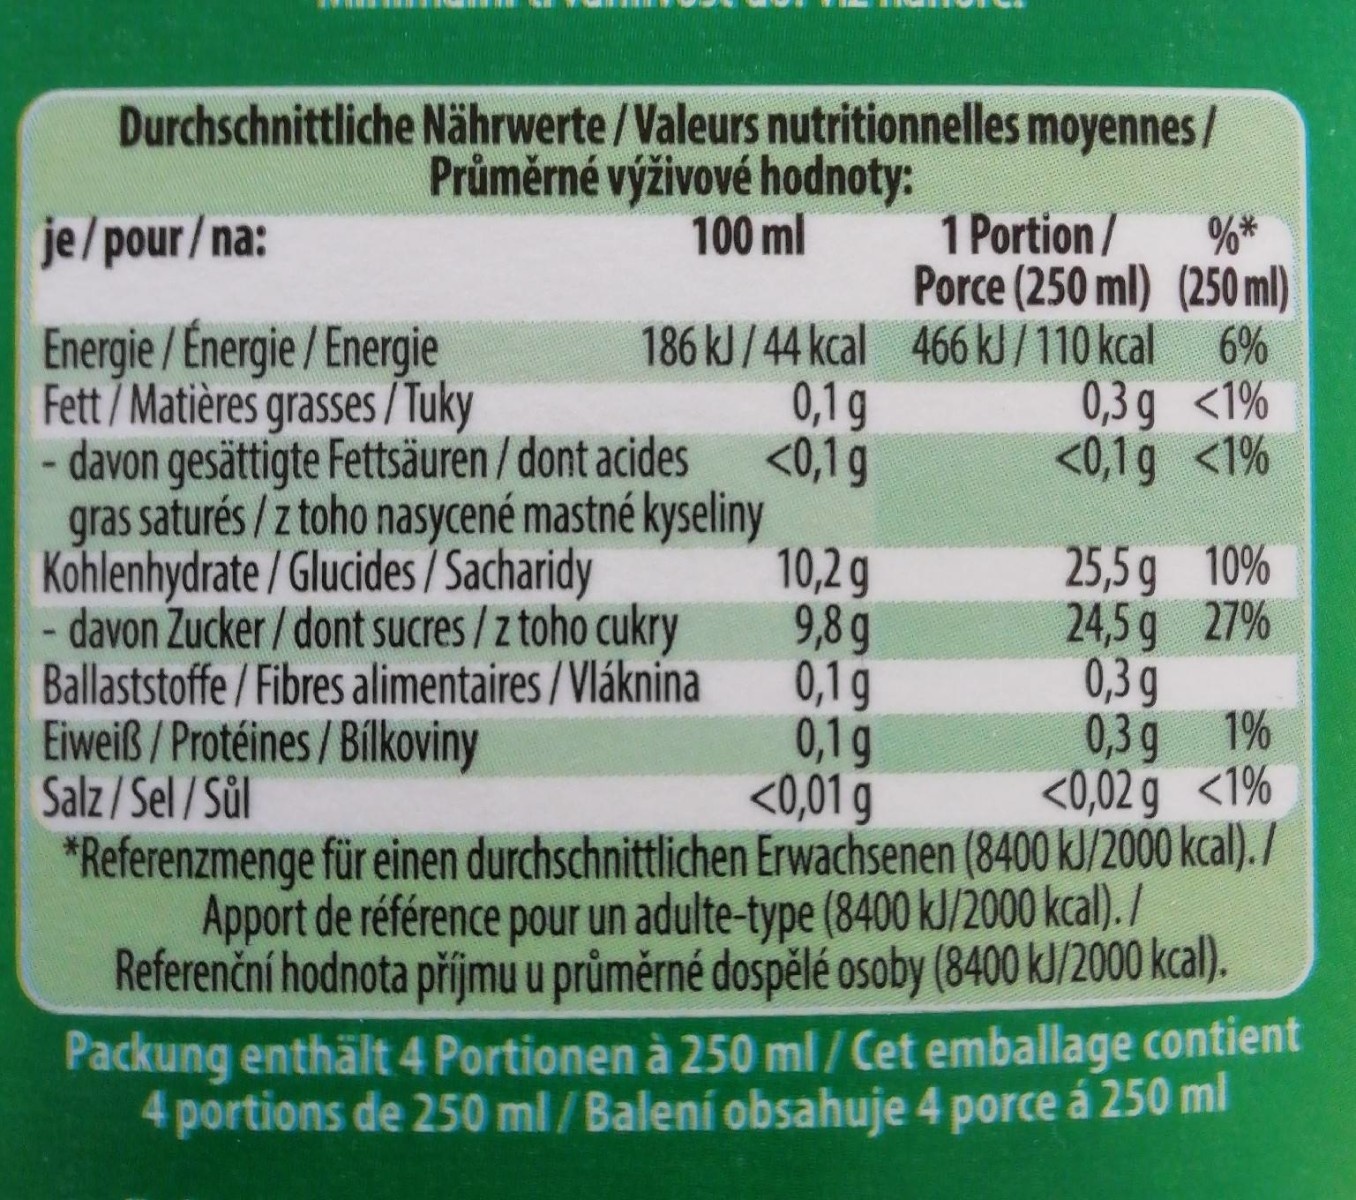 Durchschnittliche Nährwerte / Valeurs nutritionnelles moyennes /
Průměrné výživové hodnoty:
je / pour / na: 100 ml 1 Portion / %*
Porce (250 ml) (250 ml)
Energie / Énergie / Energie 186 kJ / 44 kcal 466 kJ / 110 kcal 6%
Fett / Matières grasses / Tuky 0,1 g 0,3 g <1%
- davon gesättigte Fettsäuren / dont acides <0,1 g <0,1 g <1%
gras saturés / z toho nasycené mastné kyseliny
Kohlenhydrate / Glucides / Sacharidy 10,2 g 25,5 g 10%
- davon Zucker / dont sucres / z toho cukry 9,8 g 24,5 g 27%
Ballaststoffe / Fibres alimentaires / Vláknina 0,1 g 0,3 g
Eiweiß / Protéines / Bílkoviny 0,1 g 0,3 g 1%
Salz / Sel / Sůl <0,01 g <0,02 g <1%
*Referenzmenge für einen durchschnittlichen Erwachsenen (8400 kJ/2000 kcal). /
Apport de référence pour un adulte-type (8400 kJ/2000 kcal). /
Referenční hodnota příjmu u průměrné dospělé osoby (8400 kJ/2000 kcal).
Packung enthält 4 Portionen à 250 ml / Cet emballage contient
4 portions de 250 ml / Balení obsahuje 4 porce á 250 ml